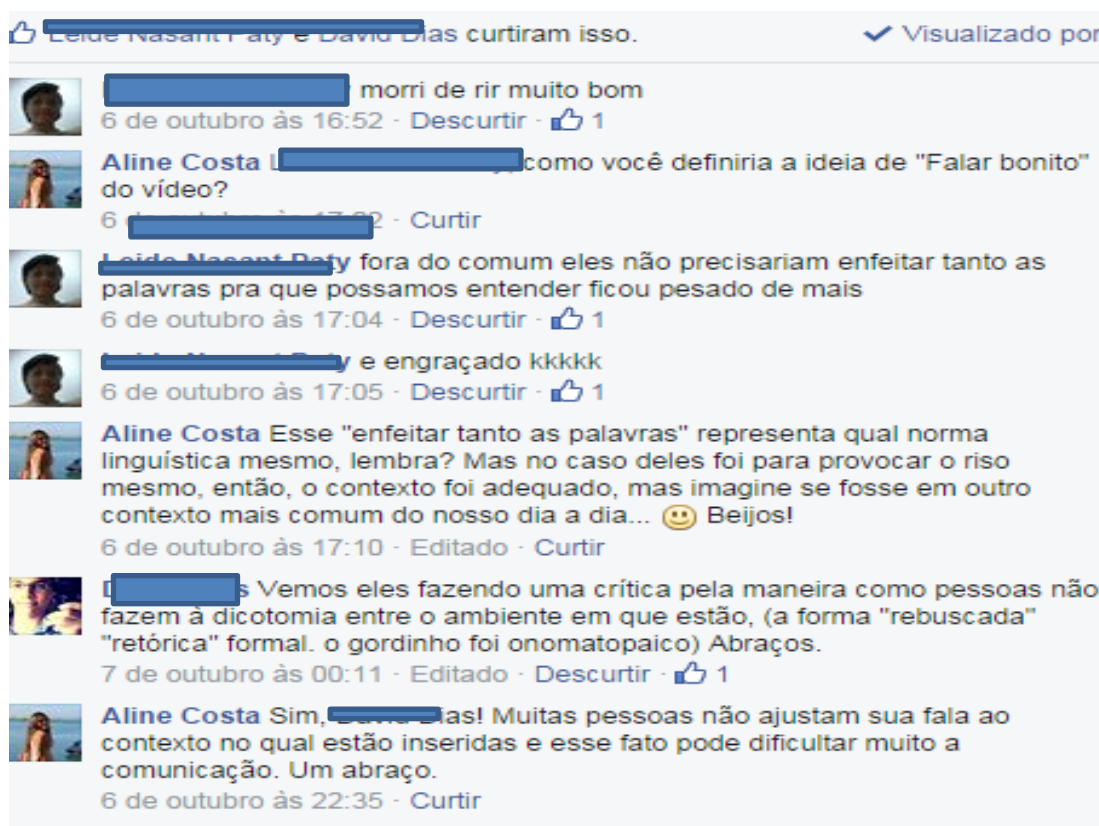 curtiram isso. Visualizado por
morri de rir muito bom
6 de outubro às 16:52 · Descurtir · 1
Aline Costa como você definiria a ideia de "Falar bonito"
do vídeo?
6 · Curtir
fora do comum eles não precisariam enfeitar tanto as
palavras pra que possamos entender ficou pesado de mais
6 de outubro às 17:04 · Descurtir · 1
e engraçado kkkkk
6 de outubro às 17:05 · Descurtir · 1
Aline Costa Esse "enfeitar tanto as palavras" representa qual norma
linguística mesmo, lembra? Mas no caso deles foi para provocar o riso
mesmo, então, o contexto foi adequado, mas imagine se fosse em outro
contexto mais comum do nosso dia a dia... Beijos!
6 de outubro às 17:10 · Editado · Curtir
Vemos eles fazendo uma crítica pela maneira como pessoas não
fazem à dicotomia entre o ambiente em que estão, (a forma "rebuscada"
"retórica" formal. o gordinho foi onomatopaico) Abraços.
7 de outubro às 00:11 · Editado · Descurtir · 1
Aline Costa Sim, Muitas pessoas não ajustam sua fala ao
contexto no qual estão inseridas e esse fato pode dificultar muito a
comunicação. Um abraço.
6 de outubro às 22:35 · Curtir